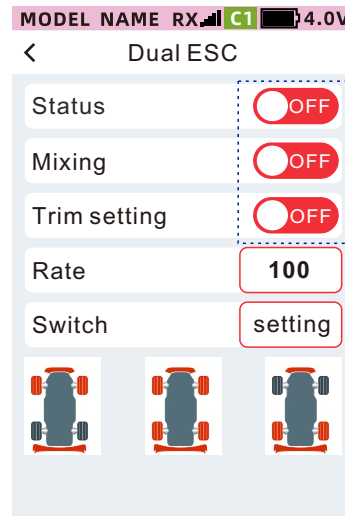 MODEL NAME RX C1 4.0V
Dual ESC
Status OFF
Mixing OFF
Trim setting OFF
Rate 100
Switch setting